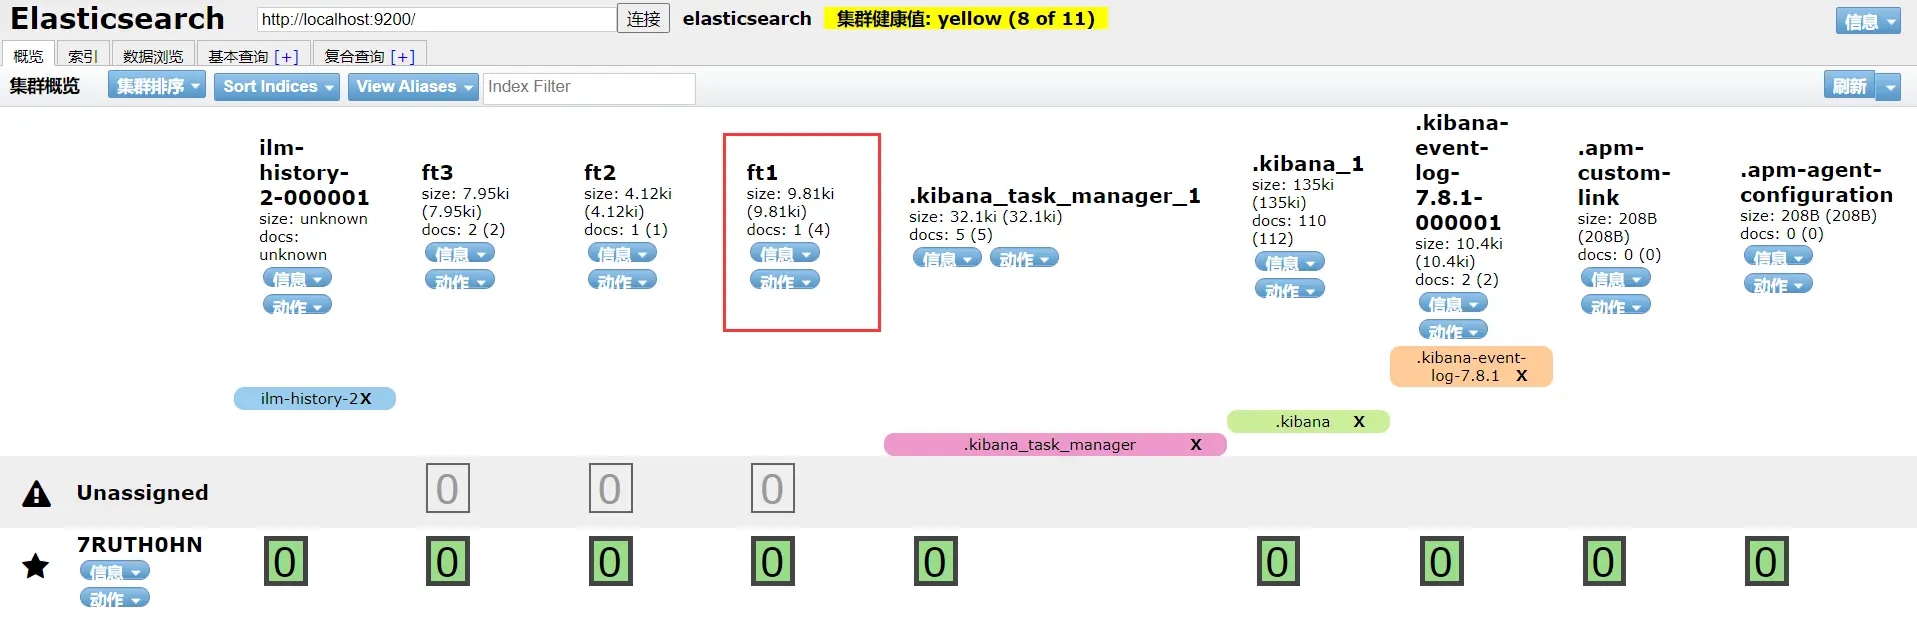 Elasticsearch
http://localhost:9200/
连接
elasticsearch
集群健康值: yellow (8 of 11)
信息
概览
索引
数据浏览
基本查询 [+]
复合查询 [+]
集群概览
集群排序
Sort Indices
View Aliases
Index Filter
刷新
ilm-
history-
2-000001
size: unknown
docs:
unknown
信息
动作
ft3
size: 7.95ki
(7.95ki)
docs: 2 (2)
信息
动作
ft2
size: 4.12ki
(4.12ki)
docs: 1 (1)
信息
动作
ft1
size: 9.81ki
(9.81ki)
docs: 1 (4)
信息
动作
.kibana_task_manager_1
size: 32.1ki (32.1ki)
docs: 5 (5)
信息
动作
.kibana_1
size: 135ki
(135ki)
docs: 110
(112)
信息
动作
.kibana-
event-
log-
7.8.1-
000001
size: 10.4ki
(10.4ki)
docs: 2 (2)
信息
动作
.apm-
custom-
link
size: 208B
(208B)
docs: 0 (0)
信息
动作
.apm-agent-
configuration
size: 208B (208B)
docs: 0 (0)
信息
动作
.kibana-event-
log-7.8.1 X
ilm-history-2X
.kibana X
.kibana_task_manager X
Unassigned
0
0
0
7RUTH0HN
信息
动作
0
0
0
0
0
0
0
0
0